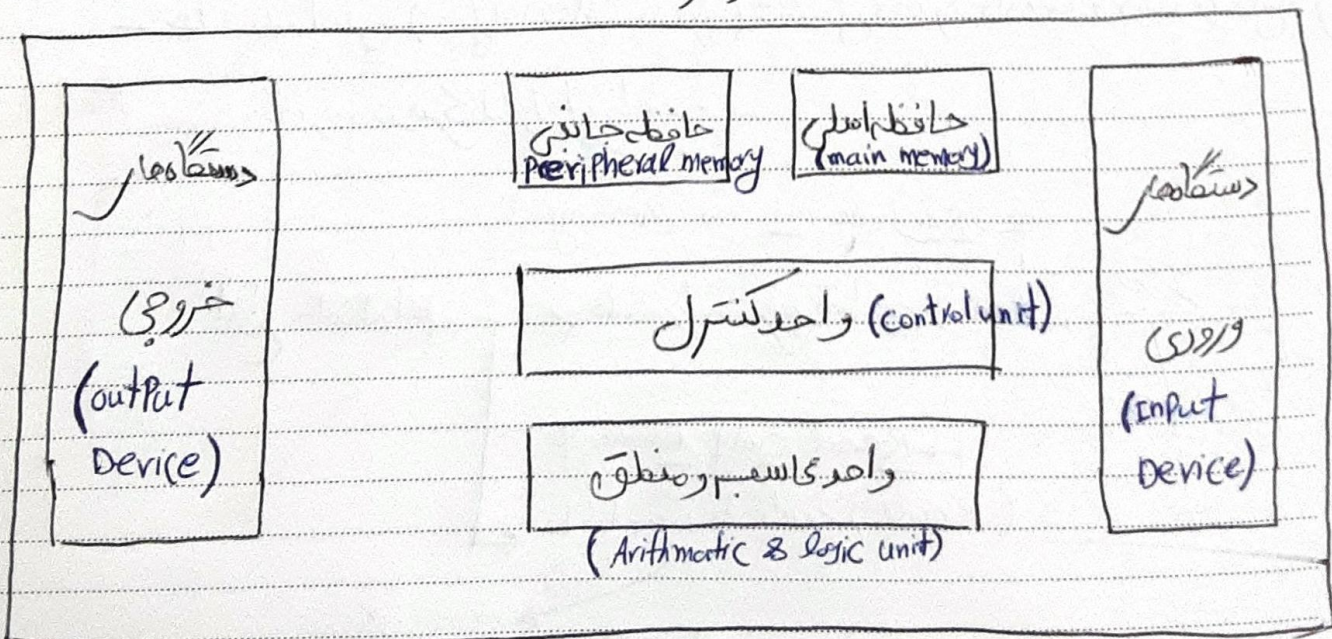 دستگاه‌های
ورودی
(Input
Device)
حافظه اصلی
(main memory)
حافظه جانبی
Peripheral memory
واحد کنترل (control unit)
واحد محاسبه و منطق
(Arithmatic & logic unit)
دستگاه‌های
خروجی
(output
Device)